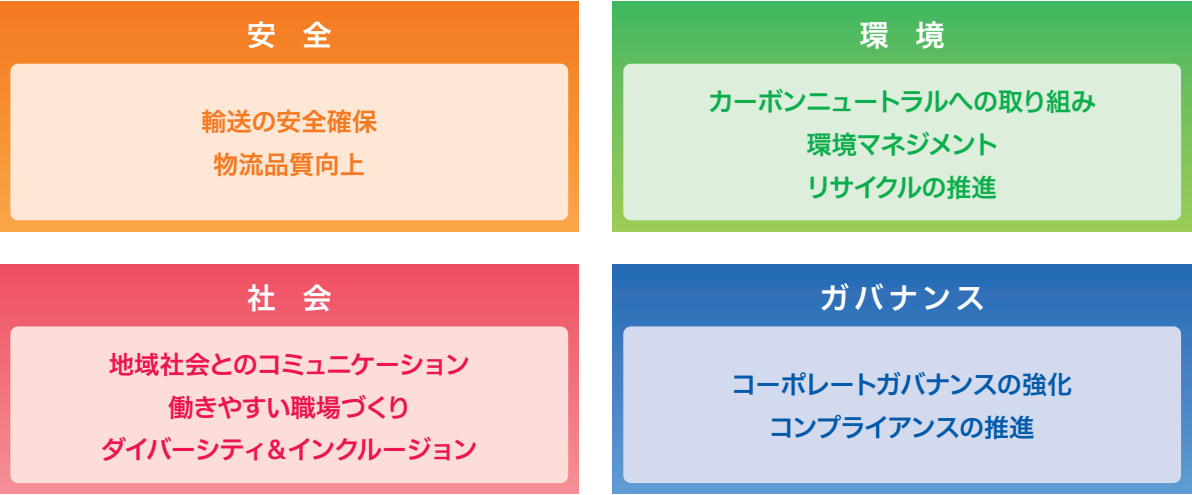 安 全
輸送の安全確保
物流品質向上
環 境
カーボンニュートラルへの取り組み
環境マネジメント
リサイクルの推進
社 会
地域社会とのコミュニケーション
働きやすい職場づくり
ダイバーシティ&インクルージョン
ガバナンス
コーポレートガバナンスの強化
コンプライアンスの推進